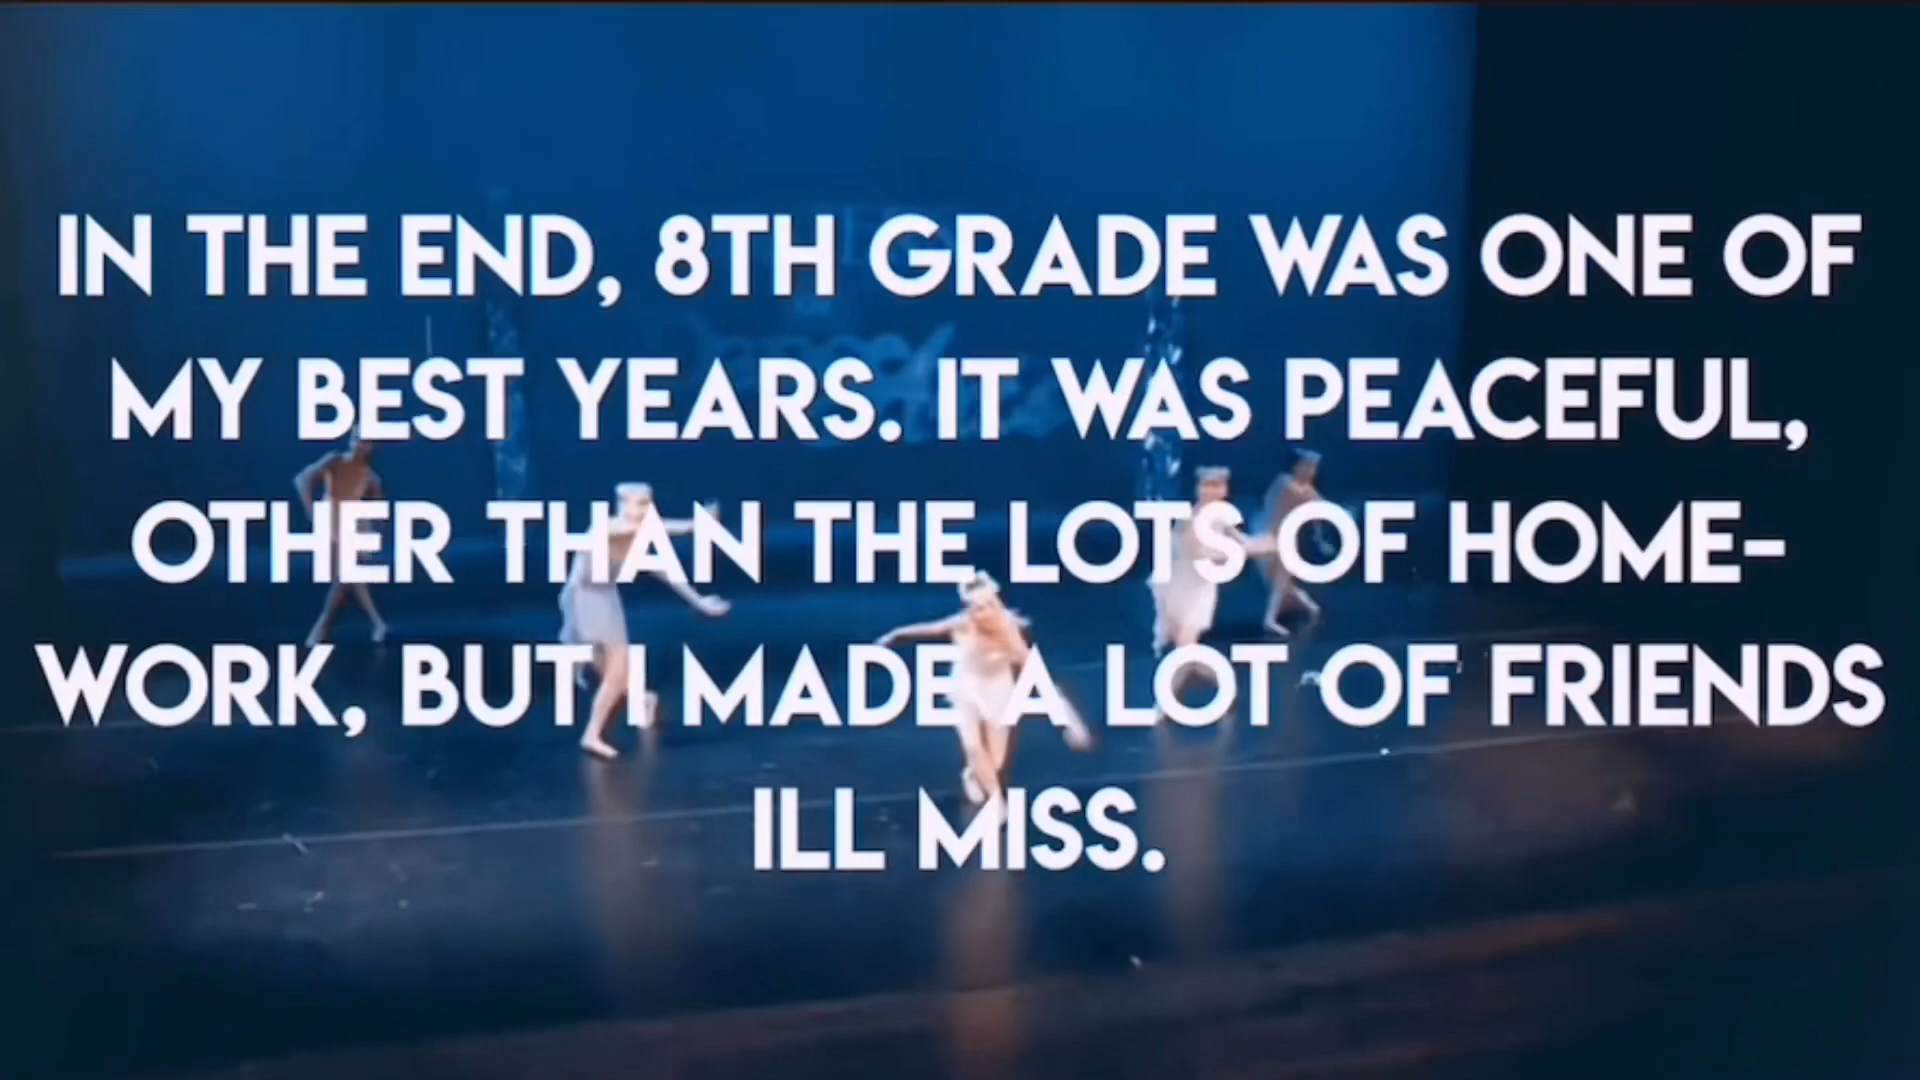 IN THE END, 8TH GRADE WAS ONE OF
MY BEST YEARS. IT WAS PEACEFUL,
OTHER THAN THE LOTS OF HOME-
WORK, BUT I MADE A LOT OF FRIENDS
ILL MISS.